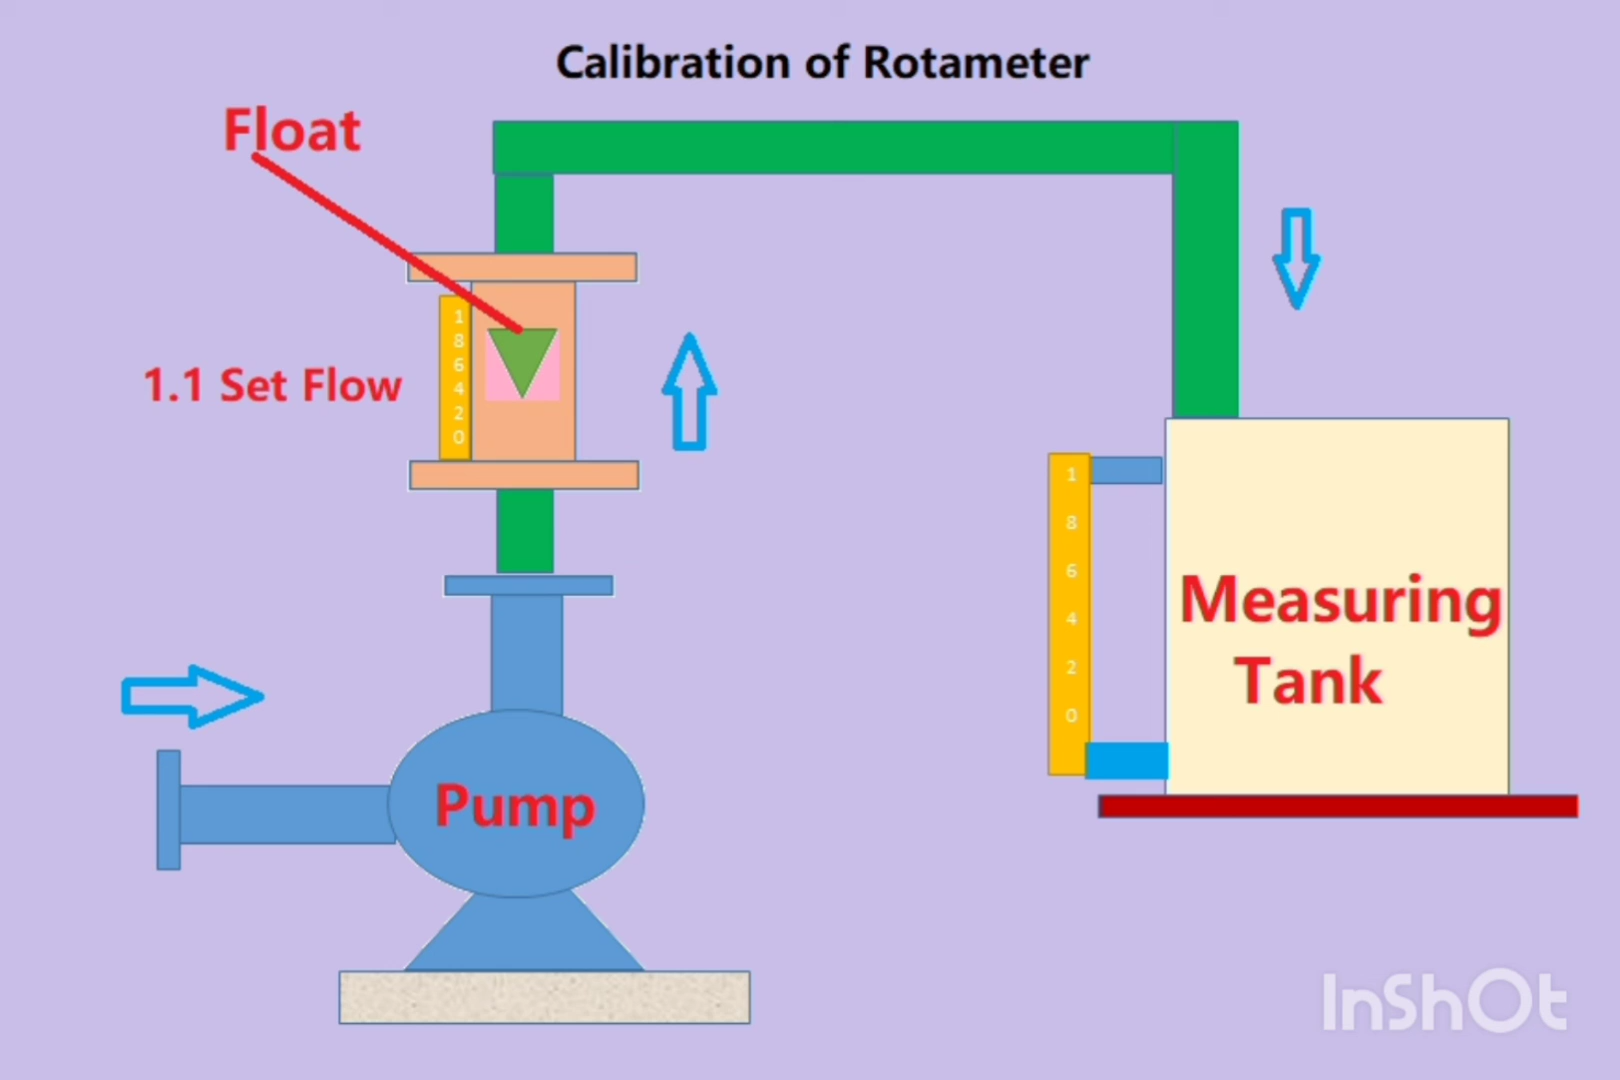 Calibration of Rotameter
Float
1.1 Set Flow
1
8
6
4
2
0
1
8
6
4
2
0
Measuring
Tank
Pump
InShOt